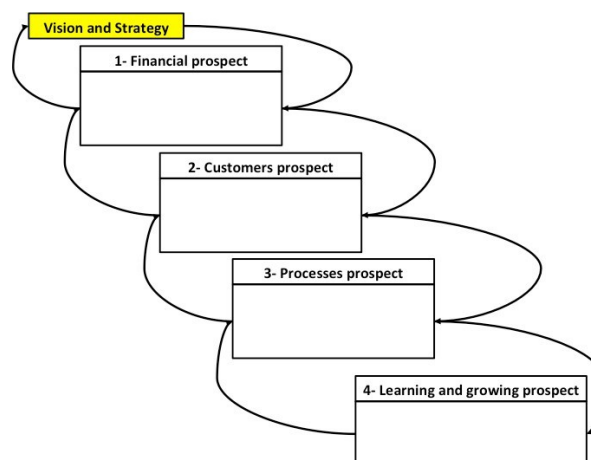 Vision and Strategy
1- Financial prospect
2- Customers prospect
3- Processes prospect
4- Learning and growing prospect